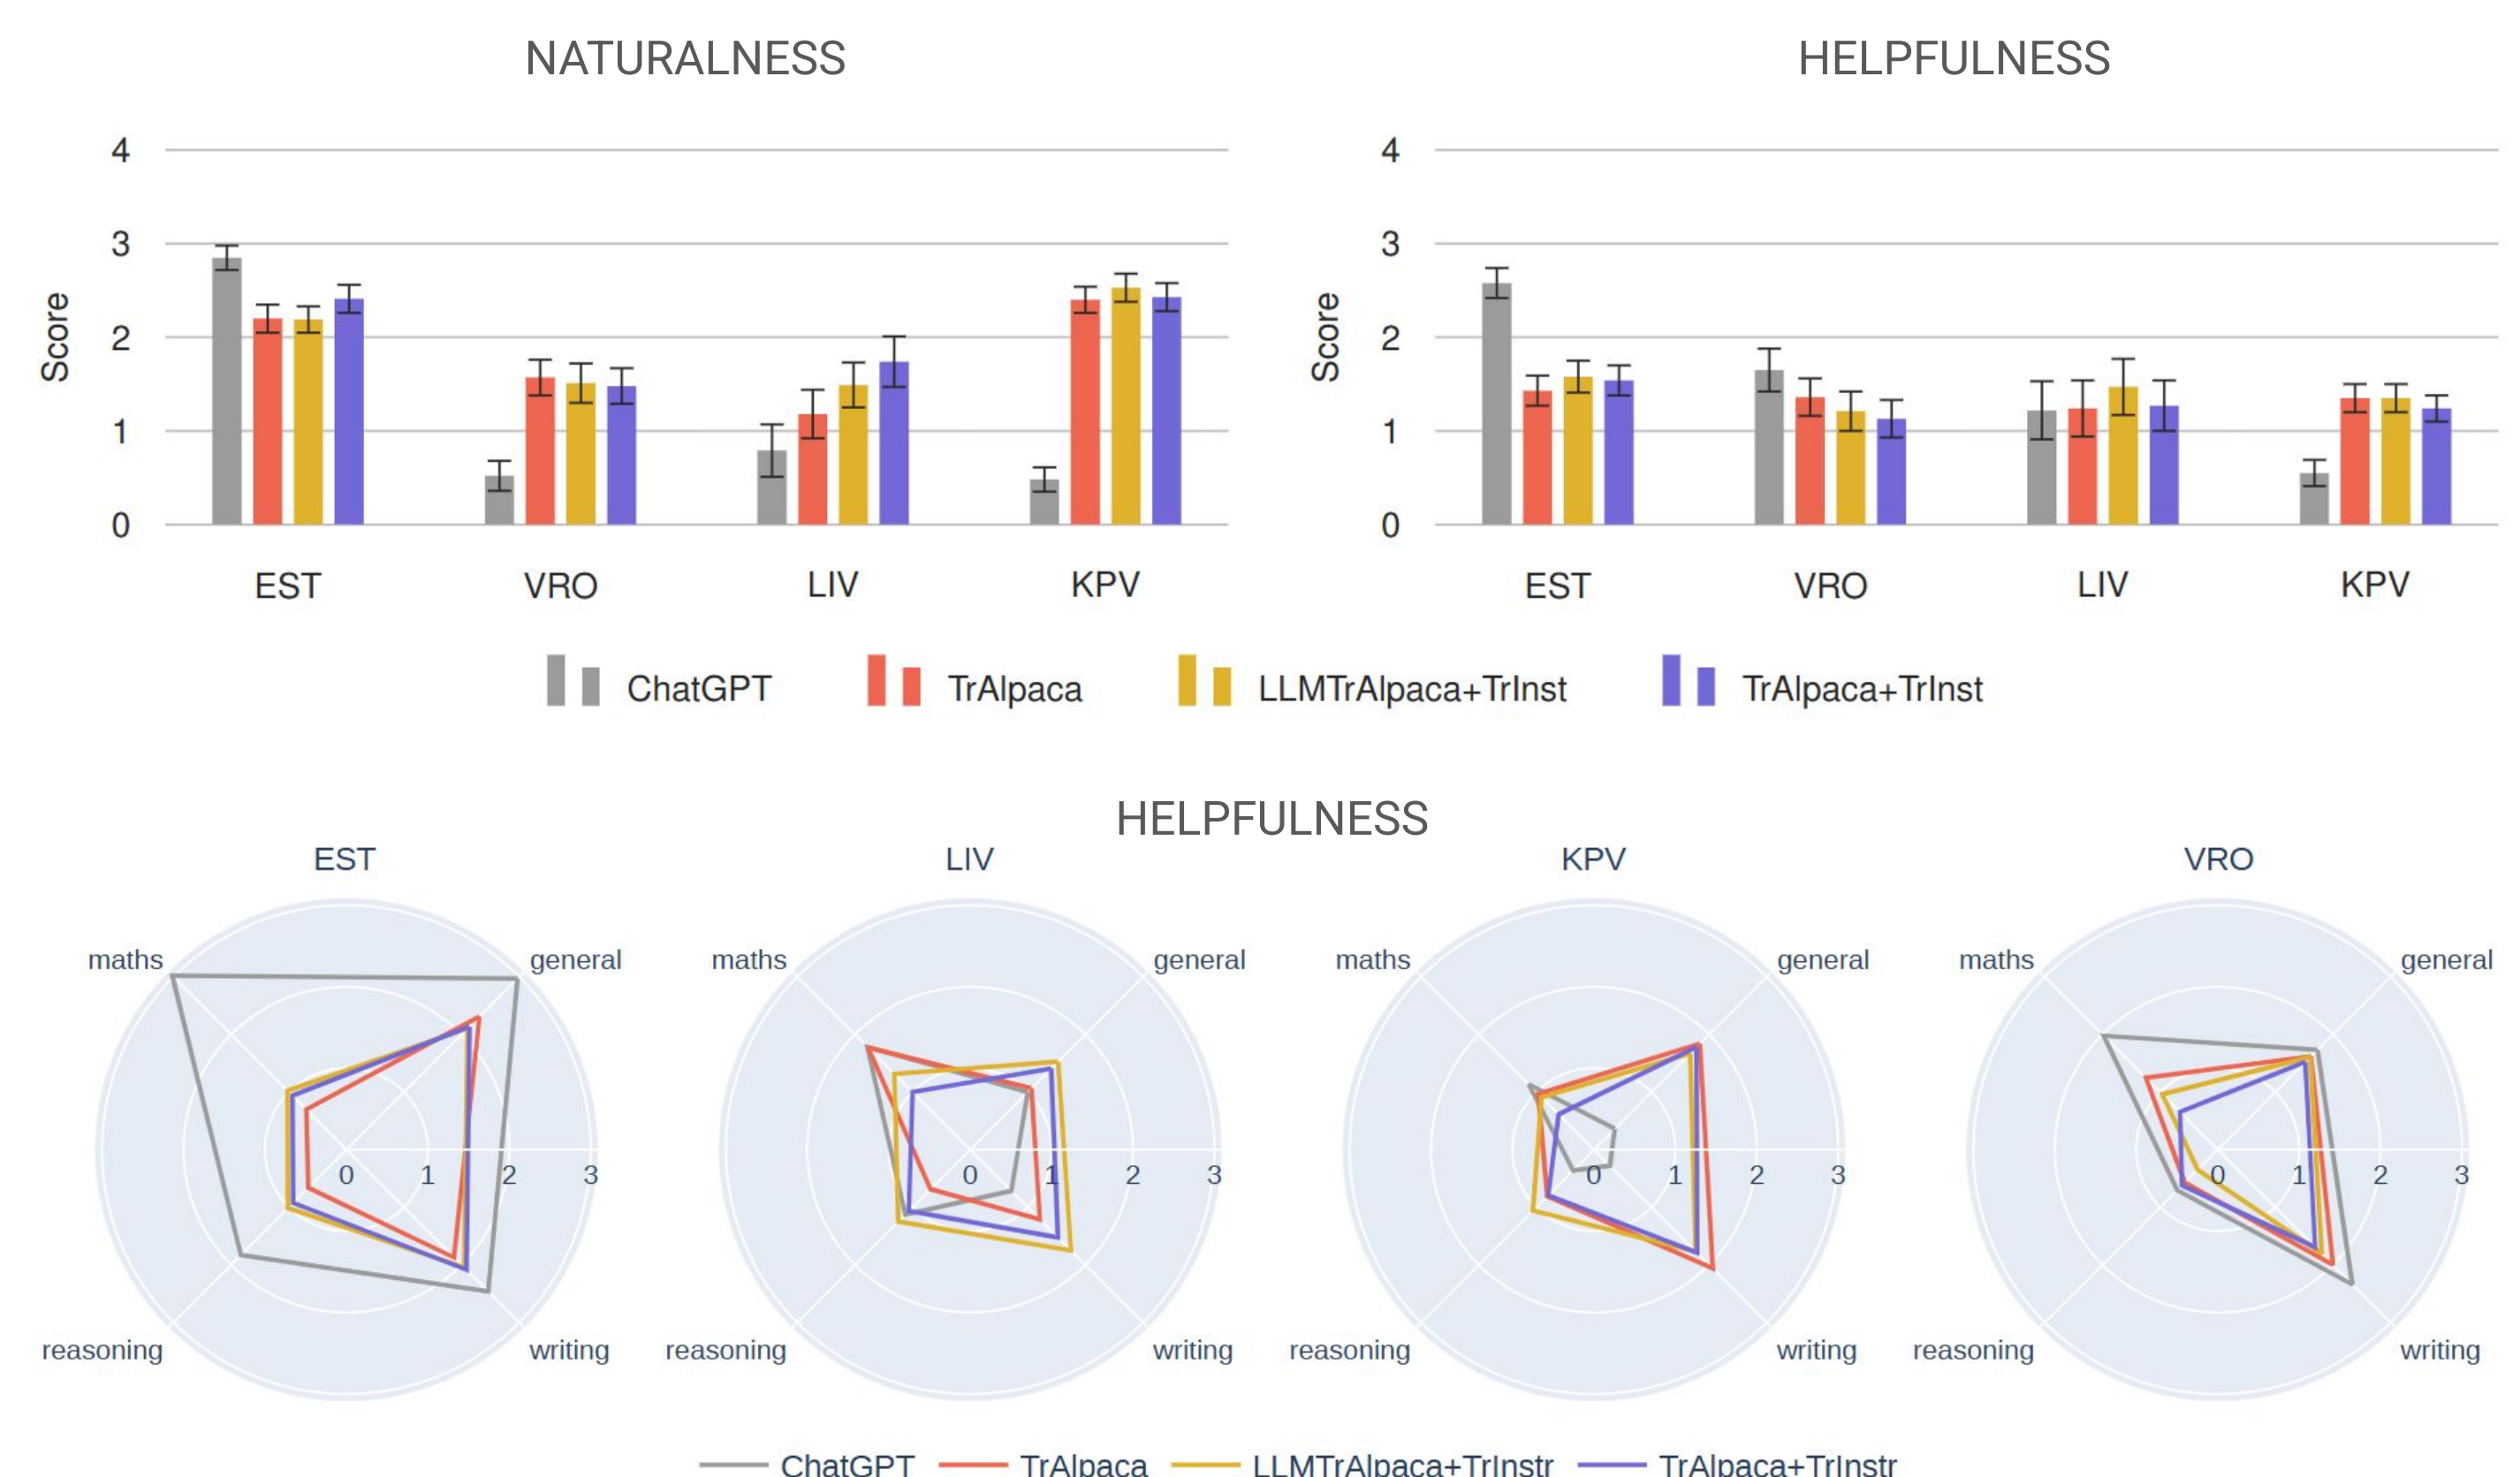 NATURALNESS
HELPFULNESS
4
3
2
1
0
Score
EST VRO LIV KPV
4
3
2
1
0
Score
EST VRO LIV KPV
ChatGPT TrAlpaca LLMTrAlpaca+TrInst TrAlpaca+TrInst
HELPFULNESS
EST
maths general
0 1 2 3
reasoning writing
LIV
maths general
0 1 2 3
reasoning writing
KPV
maths general
0 1 2 3
reasoning writing
VRO
maths general
0 1 2 3
reasoning writing
ChatGPT TrAlpaca LLMTrAlpaca+TrInstr TrAlpaca+TrInstr